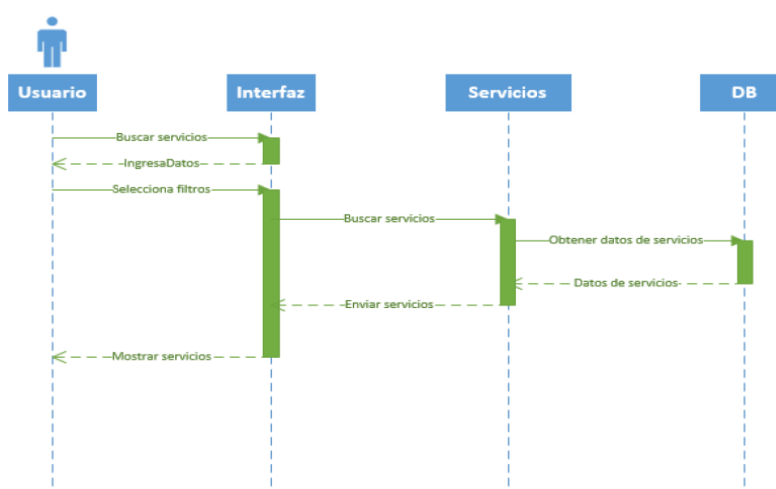 Usuario
Interfaz
Servicios
DB
Buscar servicios
IngresaDatos
Selecciona filtros
Buscar servicios
Obtener datos de servicios
Datos de servicios
Enviar servicios
Mostrar servicios